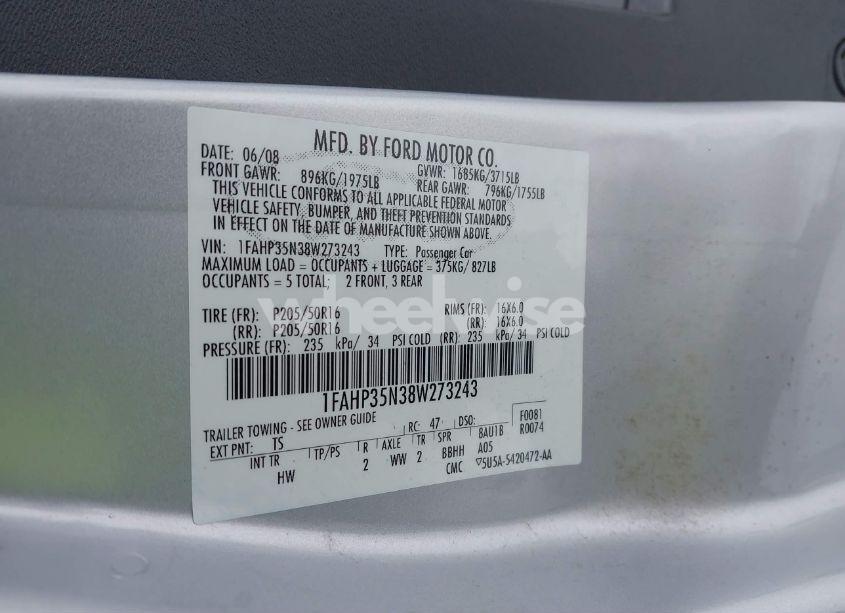 MFD. BY FORD MOTOR CO.
DATE: 06/08 GVWR: 1685KG/3715LB
FRONT GAWR: 896KG/1975LB REAR GAWR: 796KG/1755LB
THIS VEHICLE CONFORMS TO ALL APPLICABLE FEDERAL MOTOR
VEHICLE SAFETY, BUMPER, AND THEFT PREVENTION STANDARDS
IN EFFECT ON THE DATE OF MANUFACTURE SHOWN ABOVE.
VIN: 1FAHP35N38W273243 TYPE: Passenger Car
MAXIMUM LOAD = OCCUPANTS + LUGGAGE = 375KG/ 827LB
OCCUPANTS = 5 TOTAL; 2 FRONT, 3 REAR
wheelwise
TIRE (FR): P205/50R16 RIMS (FR): 16X6.0
(RR): P205/50R16 (RR): 16X6.0
PRESSURE (FR): 235 kPa/ 34 PSI COLD (RR): 235 kPa/ 34 PSI COLD
1FAHP35N38W273243
TRAILER TOWING - SEE OWNER GUIDE RC: 47 DSO: F0081
EXT PNT: TS R0074
INT TR TP/PS R AXLE TR SPR BAU1B
HW 2 WW 2 BBHH A05
CMC ▽5U5A-5420472-AA